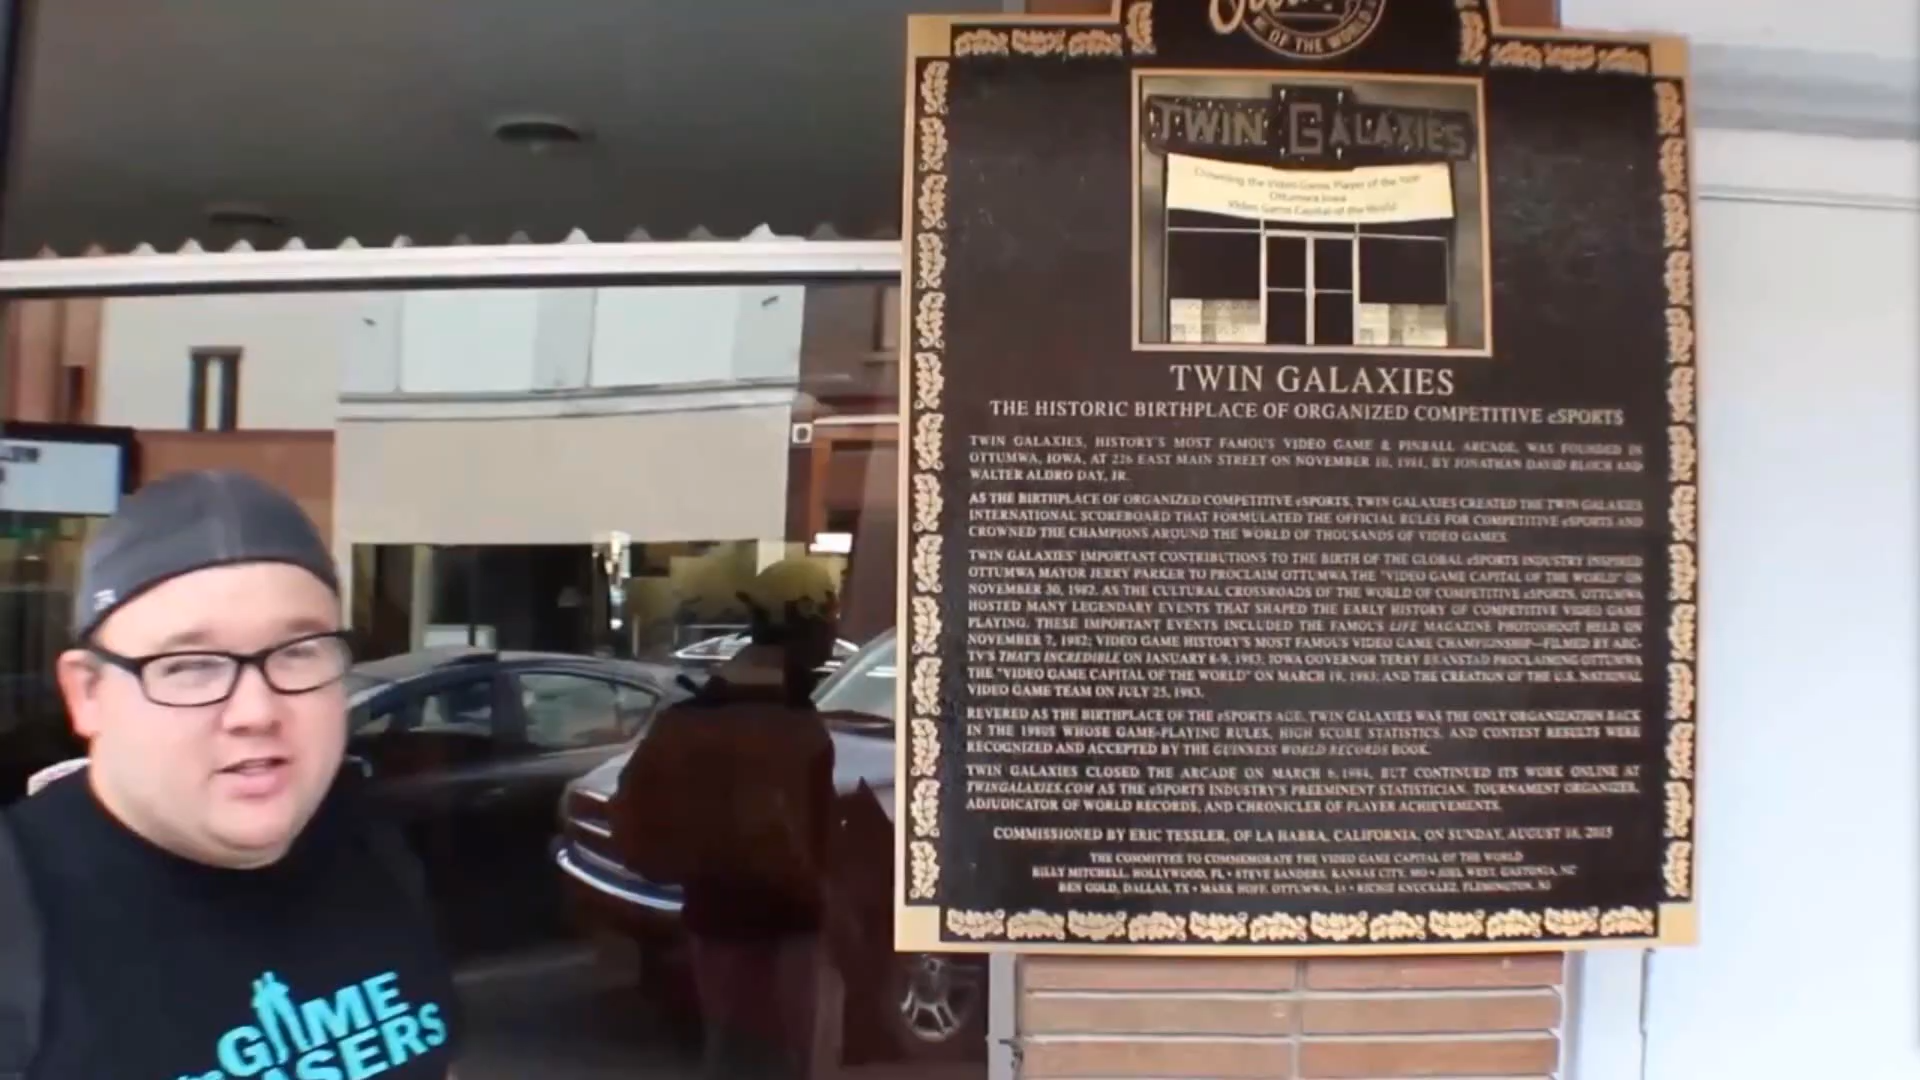 OF THE WORLD
TWIN GALAXIES
Crowning the Video Game Player of the Year
Ottumwa Iowa
Video Game Capital of the World
TWIN GALAXIES
THE HISTORIC BIRTHPLACE OF ORGANIZED COMPETITIVE eSPORTS
TWIN GALAXIES, HISTORY'S MOST FAMOUS VIDEO GAME & PINBALL ARCADE, WAS FOUNDED IN
OTTUMWA, IOWA, AT 226 EAST MAIN STREET ON NOVEMBER 10, 1981, BY JONATHAN DAVID BLOCH AND
WALTER ALDRO DAY, JR.
AS THE BIRTHPLACE OF ORGANIZED COMPETITIVE eSPORTS, TWIN GALAXIES CREATED THE TWIN GALAXIES
INTERNATIONAL SCOREBOARD THAT FORMULATED THE OFFICIAL RULES FOR COMPETITIVE eSPORTS AND
CROWNED THE CHAMPIONS AROUND THE WORLD OF THOUSANDS OF VIDEO GAMES.
TWIN GALAXIES' IMPORTANT CONTRIBUTIONS TO THE BIRTH OF THE GLOBAL eSPORTS INDUSTRY INSPIRED
OTTUMWA MAYOR JERRY PARKER TO PROCLAIM OTTUMWA THE "VIDEO GAME CAPITAL OF THE WORLD" ON
NOVEMBER 30, 1982. AS THE CULTURAL CROSSROADS OF THE WORLD OF COMPETITIVE eSPORTS, OTTUMWA
HOSTED MANY LEGENDARY EVENTS THAT SHAPED THE EARLY HISTORY OF COMPETITIVE VIDEO GAME
PLAYING. THESE IMPORTANT EVENTS INCLUDED THE FAMOUS LIFE MAGAZINE PHOTOSHOOT HELD ON
NOVEMBER 7, 1982; VIDEO GAME HISTORY'S MOST FAMOUS VIDEO GAME CHAMPIONSHIP—FILMED BY ABC-
TV'S THAT'S INCREDIBLE ON JANUARY 8-9, 1983; IOWA GOVERNOR TERRY BRANSTAD PROCLAIMING OTTUMWA
THE "VIDEO GAME CAPITAL OF THE WORLD" ON MARCH 19, 1983; AND THE CREATION OF THE U.S. NATIONAL
VIDEO GAME TEAM ON JULY 25, 1983.
REVERED AS THE BIRTHPLACE OF THE eSPORTS AGE, TWIN GALAXIES WAS THE ONLY ORGANIZATION BACK
IN THE 1980S WHOSE GAME-PLAYING RULES, HIGH SCORE STATISTICS, AND CONTEST RESULTS WERE
RECOGNIZED AND ACCEPTED BY THE GUINNESS WORLD RECORDS BOOK.
TWIN GALAXIES CLOSED THE ARCADE ON MARCH 6, 1984, BUT CONTINUED ITS WORK ONLINE AT
TWINGALAXIES.COM AS THE eSPORTS INDUSTRY'S PREEMINENT STATISTICIAN, TOURNAMENT ORGANIZER,
ADJUDICATOR OF WORLD RECORDS, AND CHRONICLER OF PLAYER ACHIEVEMENTS.
COMMISSIONED BY ERIC TESSLER, OF LA HABRA, CALIFORNIA, ON SUNDAY, AUGUST 16, 2015
THE COMMITTEE TO COMMEMORATE THE VIDEO GAME CAPITAL OF THE WORLD
BILLY MITCHELL, HOLLYWOOD, FL • STEVE SANDERS, KANSAS CITY, MO • JOEL WEST, GASTONIA, NC
BEN GOLD, DALLAS, TX • MARK HOFF, OTTUMWA, IA • RICHIE KNUCKLEZ, FLEMINGTON, NJ
GAME
ASERS